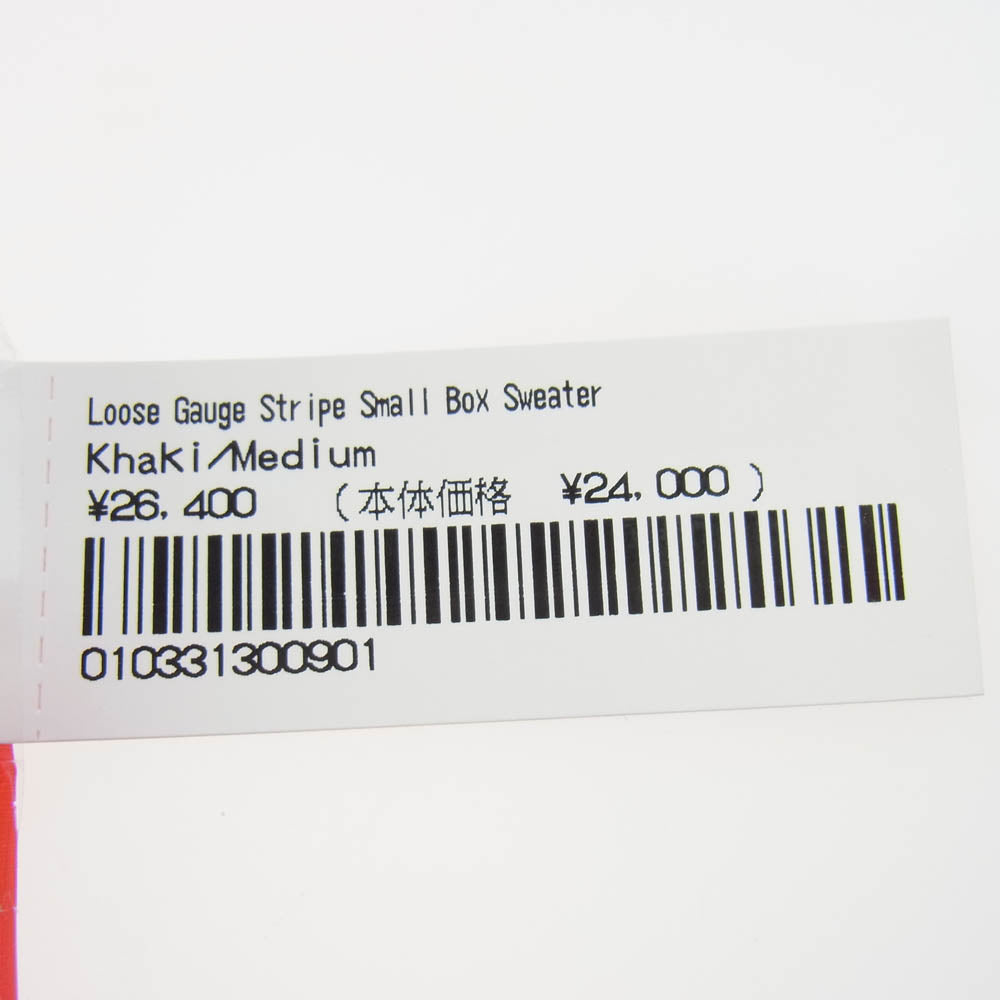 Loose Gauge Stripe Small Box Sweater
Khaki/Medium
¥26,400 (本体価格 ¥24,000)
010331300901